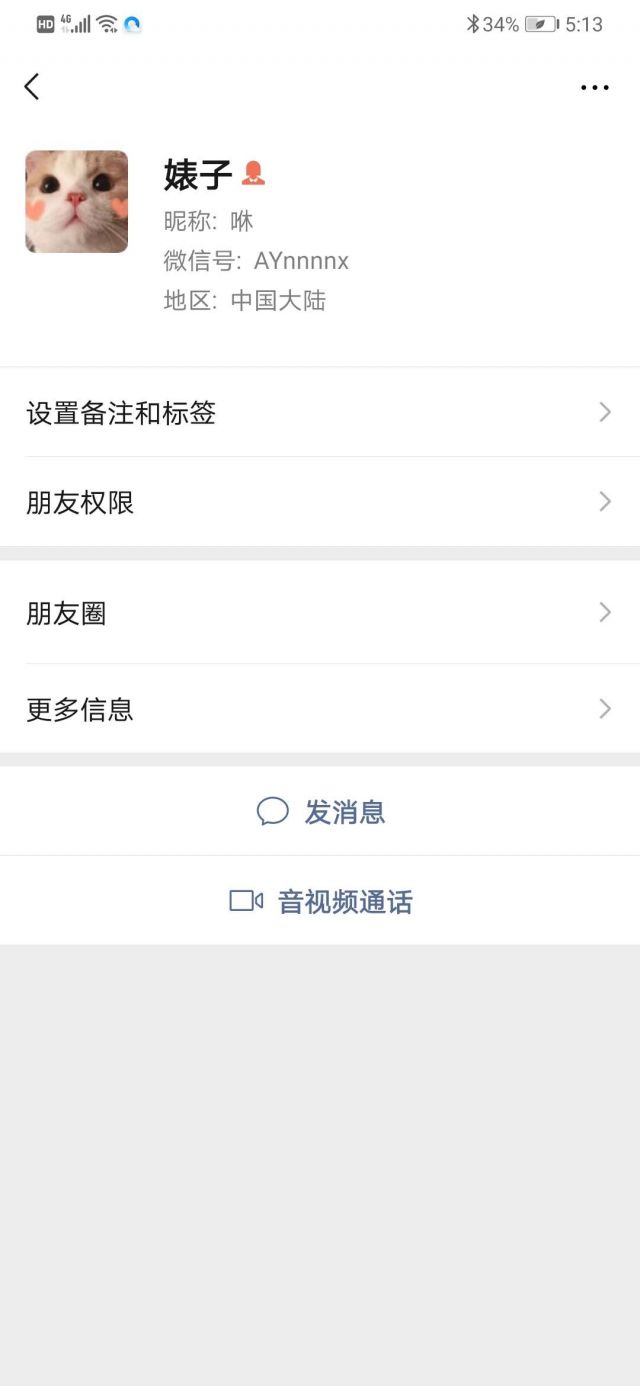 HD 4G 34% 5:13
婊子
昵称: 咻
微信号: AYnnnnx
地区: 中国大陆
设置备注和标签
朋友权限
朋友圈
更多信息
发消息
音视频通话